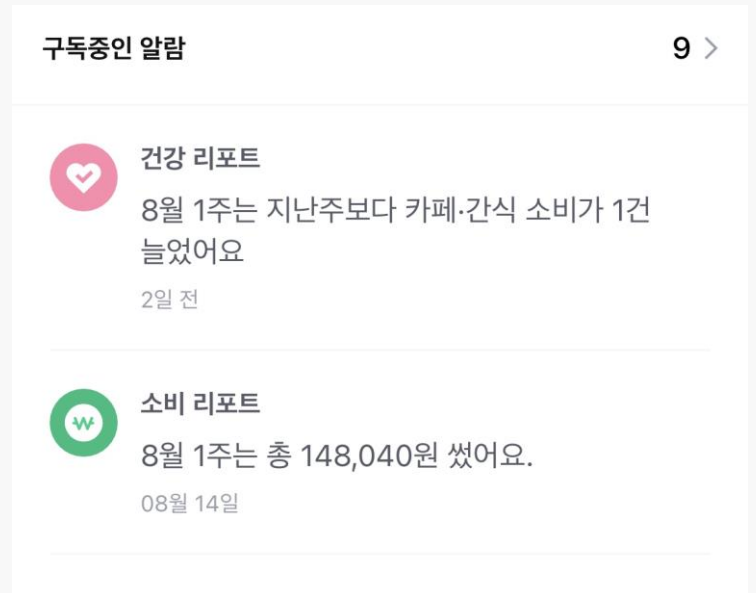 구독중인 알람
9
건강 리포트
8월 1주는 지난주보다 카페·간식 소비가 1건
늘었어요
2일 전
소비 리포트
8월 1주는 총 148,040원 썼어요.
08월 14일